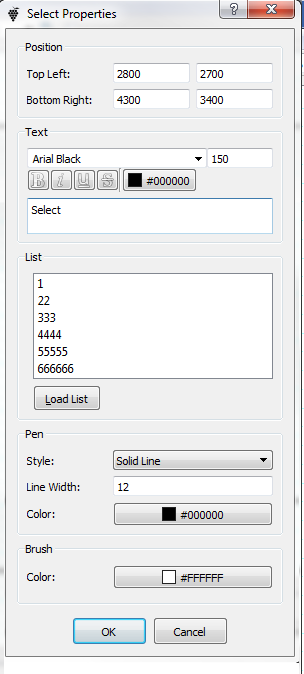 Select Properties
?
Position
Top Left: 2800 2700
Bottom Right: 4300 3400
Text
Arial Black 150
B i U S #000000
Select
List
1
22
333
4444
55555
666666
Load List
Pen
Style: Solid Line
Line Width: 12
Color: #000000
Brush
Color: #FFFFFF
OK Cancel